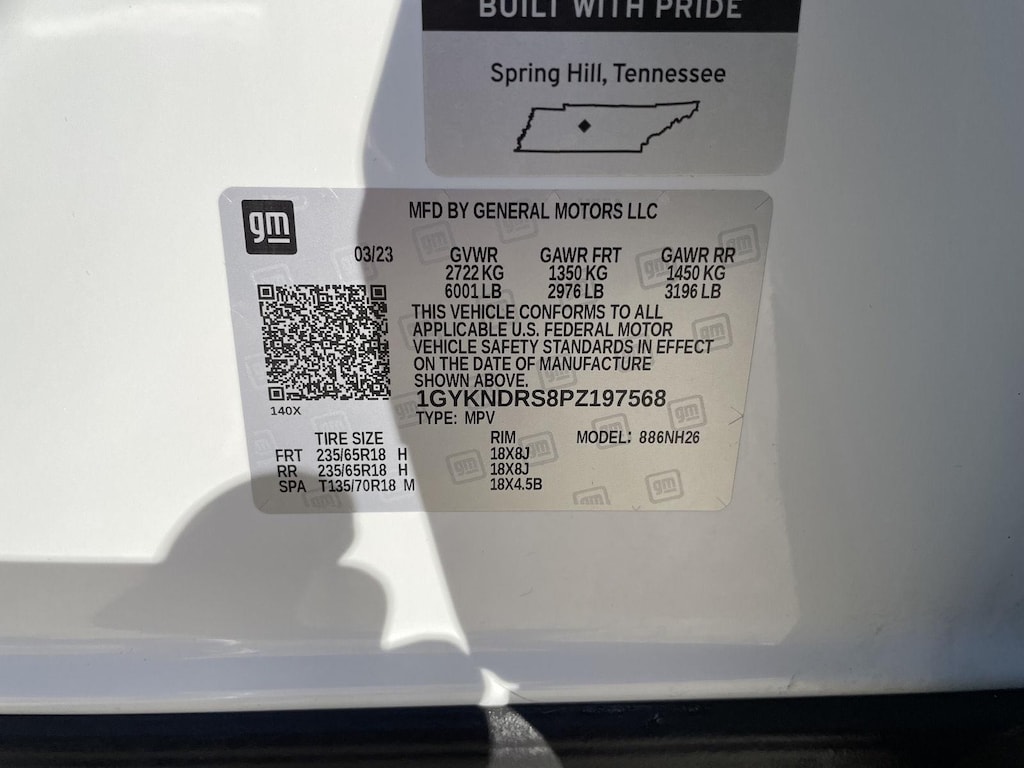 BUILT WITH PRIDE
Spring Hill, Tennessee
gm
MFD BY GENERAL MOTORS LLC
03/23 GVWR GAWR FRT GAWR RR
2722 KG 1350 KG 1450 KG
6001 LB 2976 LB 3196 LB
THIS VEHICLE CONFORMS TO ALL
APPLICABLE U.S. FEDERAL MOTOR
VEHICLE SAFETY STANDARDS IN EFFECT
ON THE DATE OF MANUFACTURE
SHOWN ABOVE.
1GYKNDRS8PZ197568
140X
TYPE: MPV
TIRE SIZE RIM MODEL: 886NH26
FRT 235/65R18 H 18X8J
RR 235/65R18 H 18X8J
SPA T135/70R18 M 18X4.5B